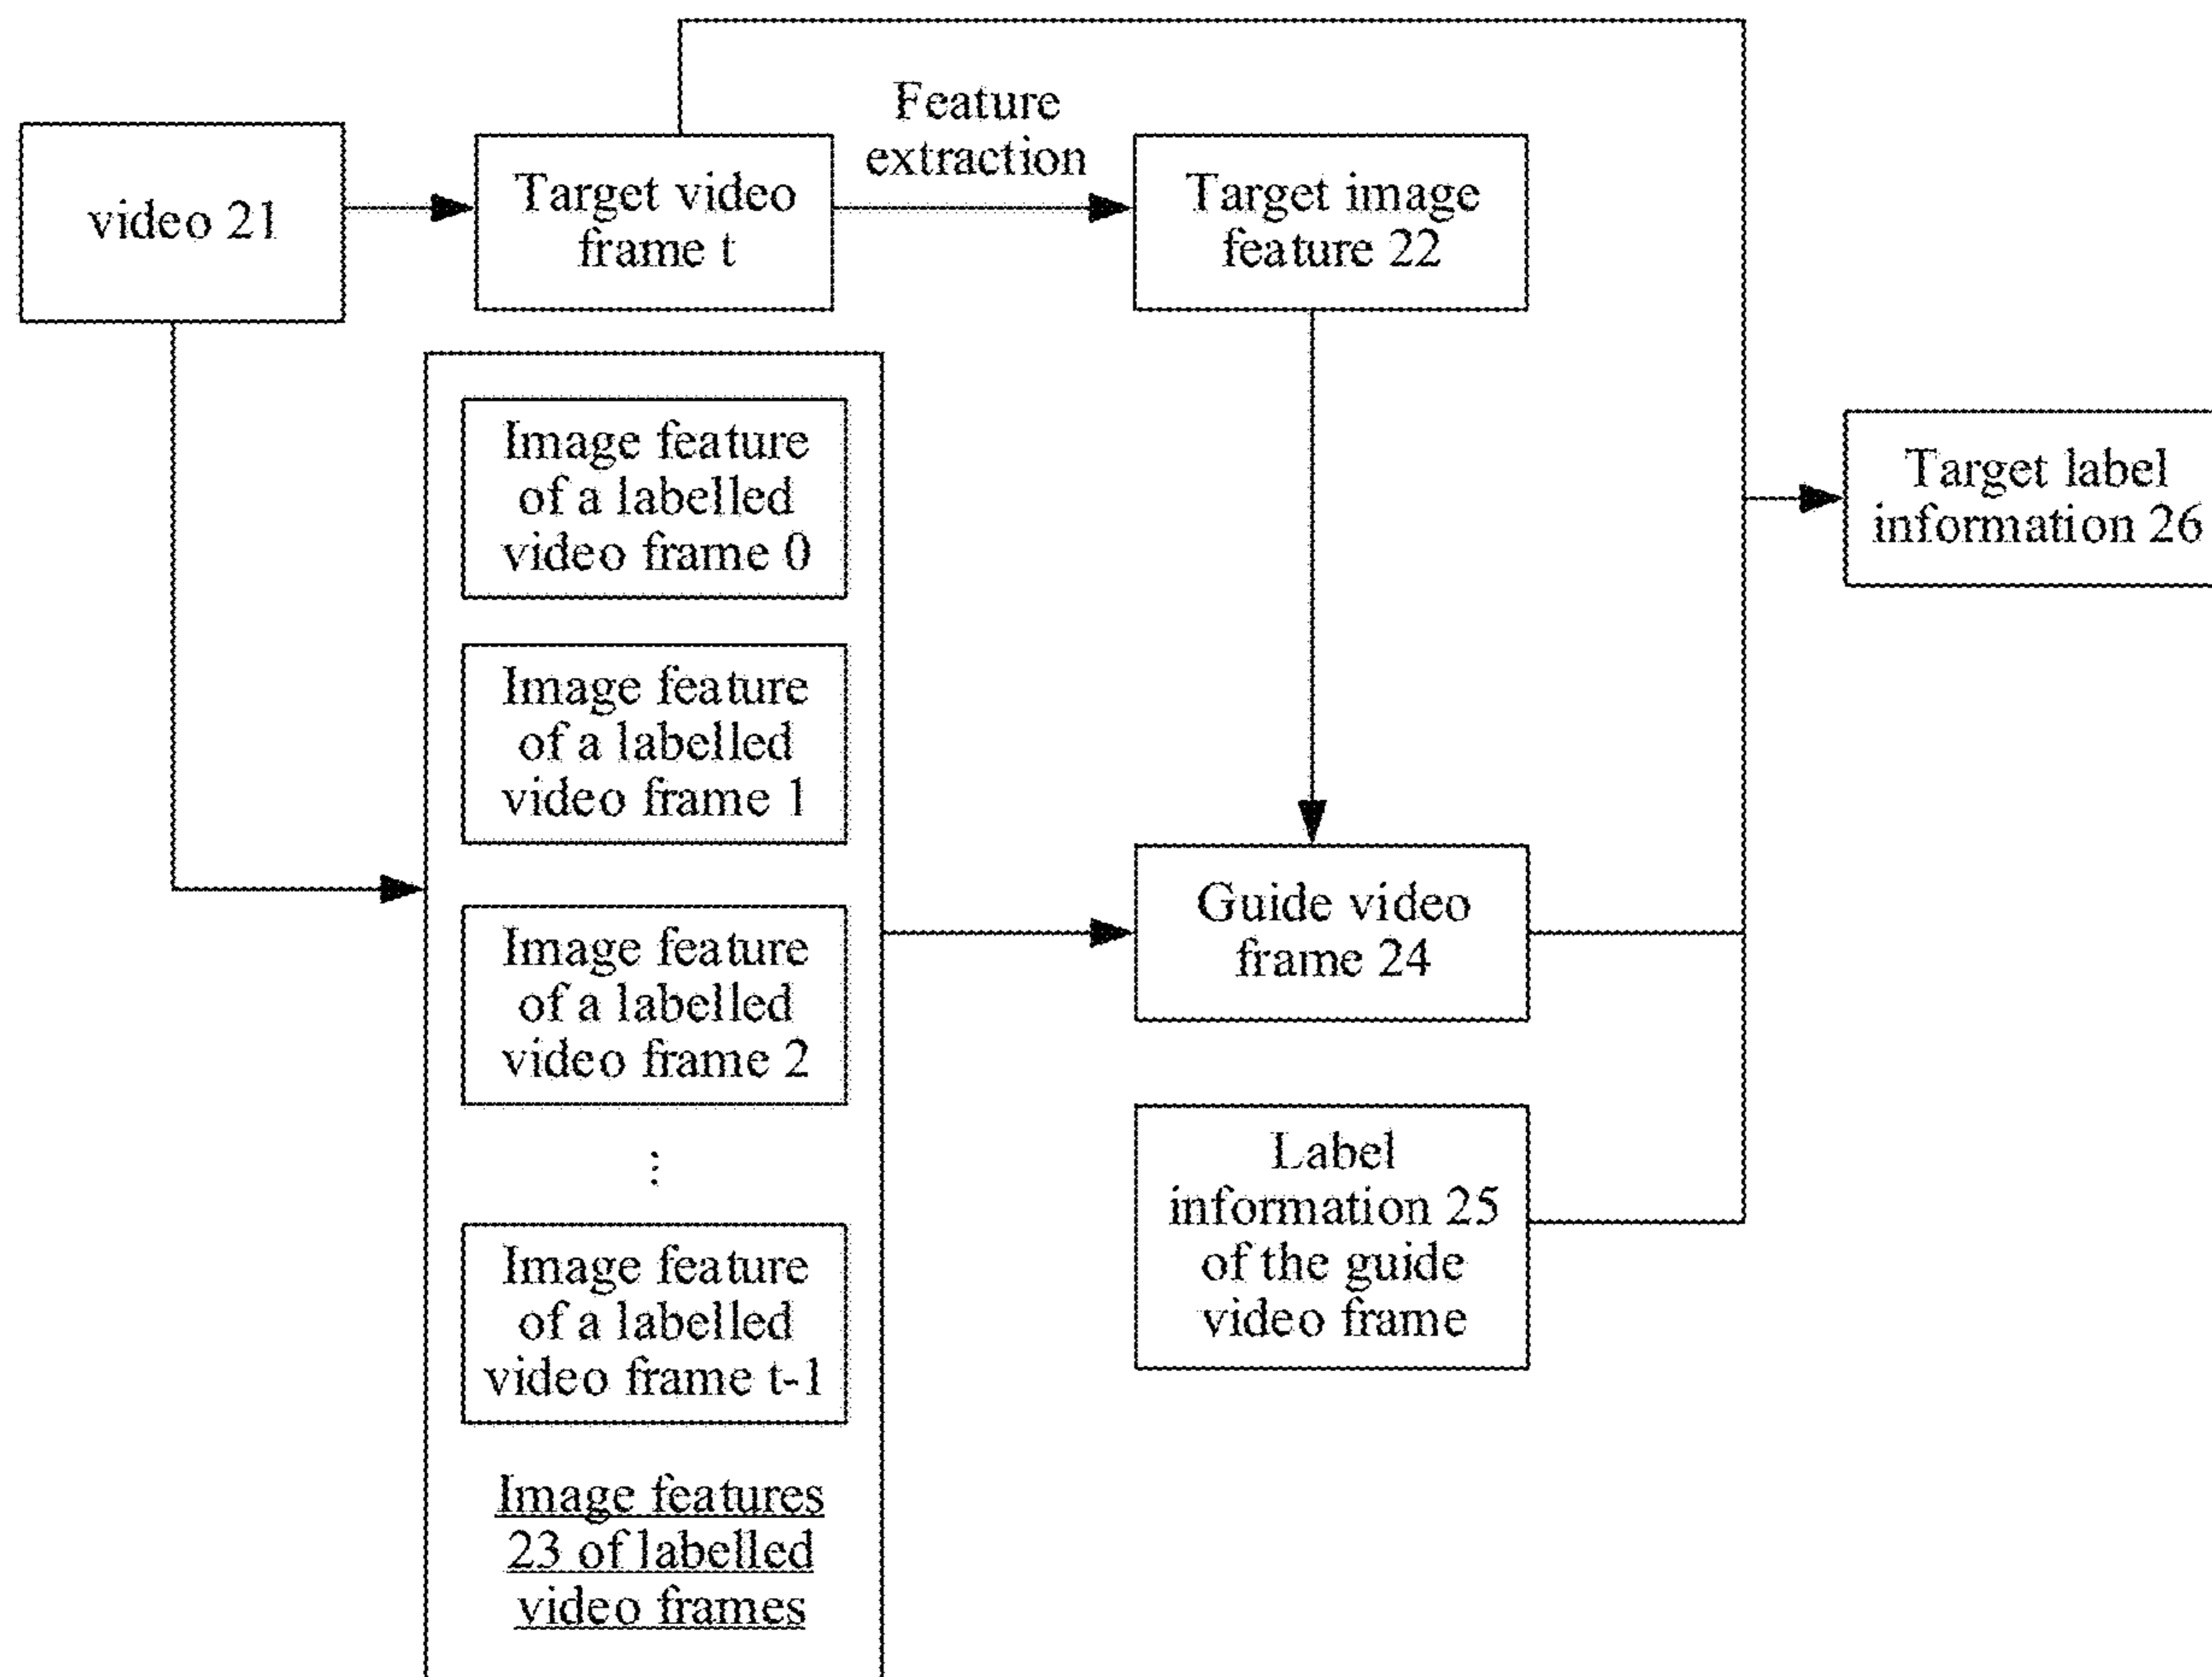 video 21
Target video
frame t
Feature
extraction
Target image
feature 22
Image feature
of a labelled
video frame 0
Image feature
of a labelled
video frame 1
Image feature
of a labelled
video frame 2
⋮
Image feature
of a labelled
video frame t-1
Image features
23 of labelled
video frames
Guide video
frame 24
Label
information 25
of the guide
video frame
Target label
information 26